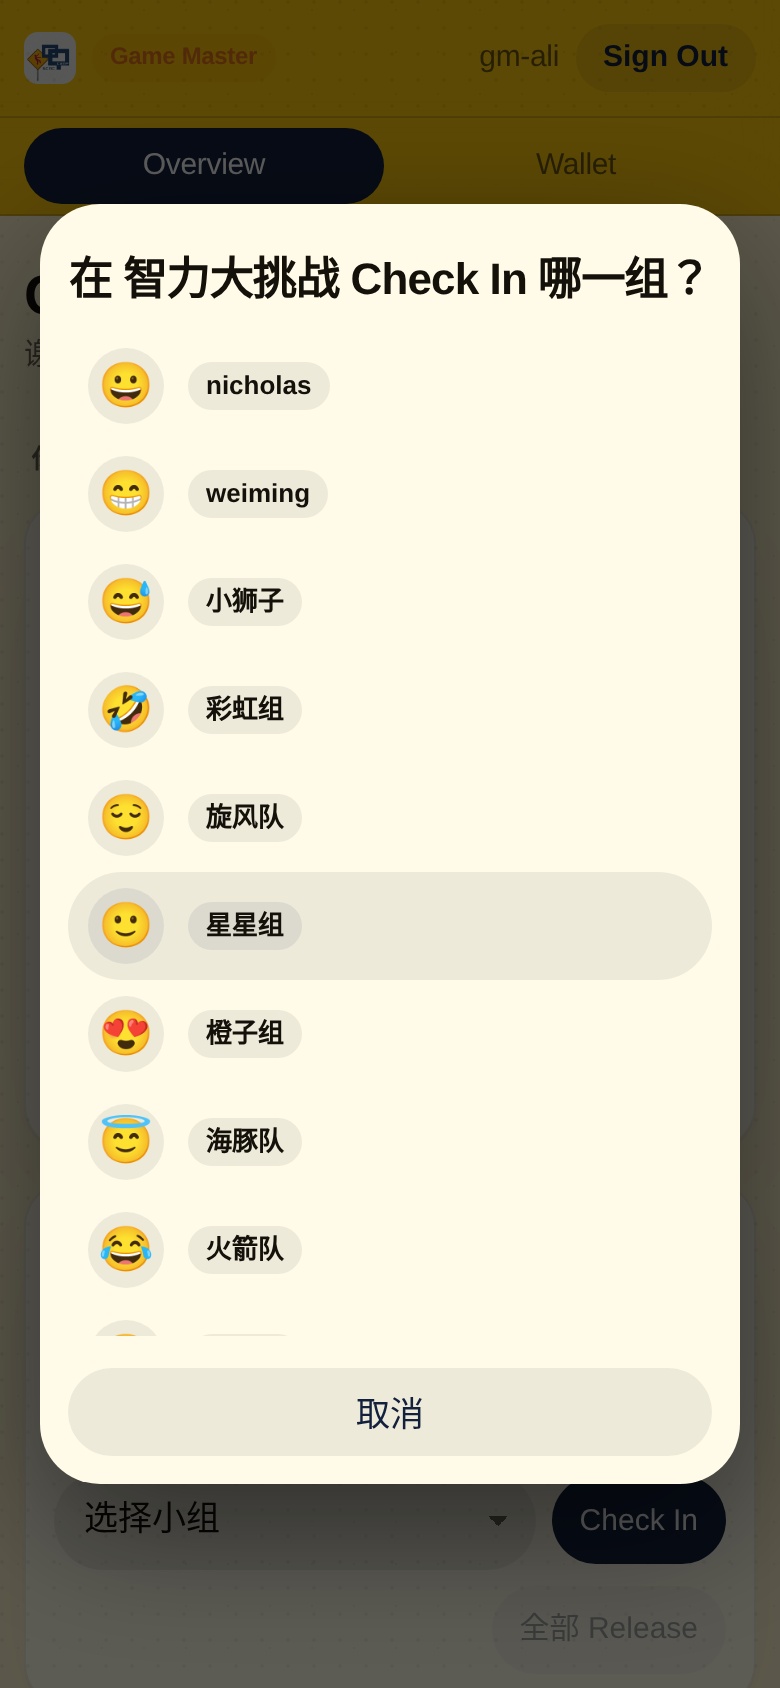 Game Master
gm-ali
Sign Out
Overview
Wallet
在 智力大挑战 Check In 哪一组？
nicholas
weiming
小狮子
彩虹组
旋风队
星星组
橙子组
海豚队
火箭队
取消
选择小组
Check In
全部 Release